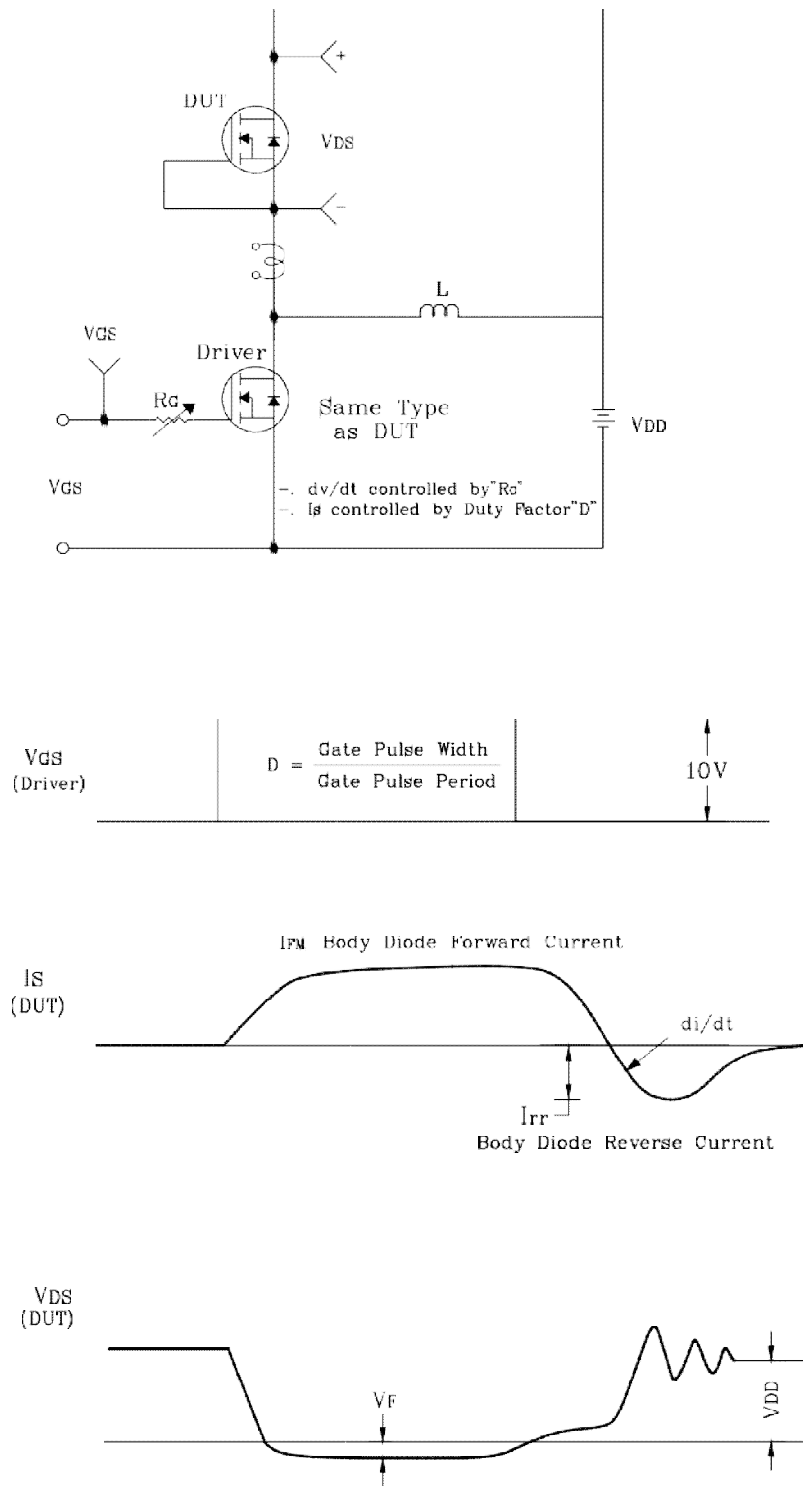 +
DUT
VDS
–
L
VGS
Driver
RG
Same Type
as DUT
VDD
VGS
–. dv/dt controlled by"RG"
–. Is controlled by Duty Factor"D"
VGS
(Driver)
D = Gate Pulse Width
Gate Pulse Period
10V
IFM Body Diode Forward Current
IS
(DUT)
di/dt
Irr
Body Diode Reverse Current
VDS
(DUT)
VF
VDD